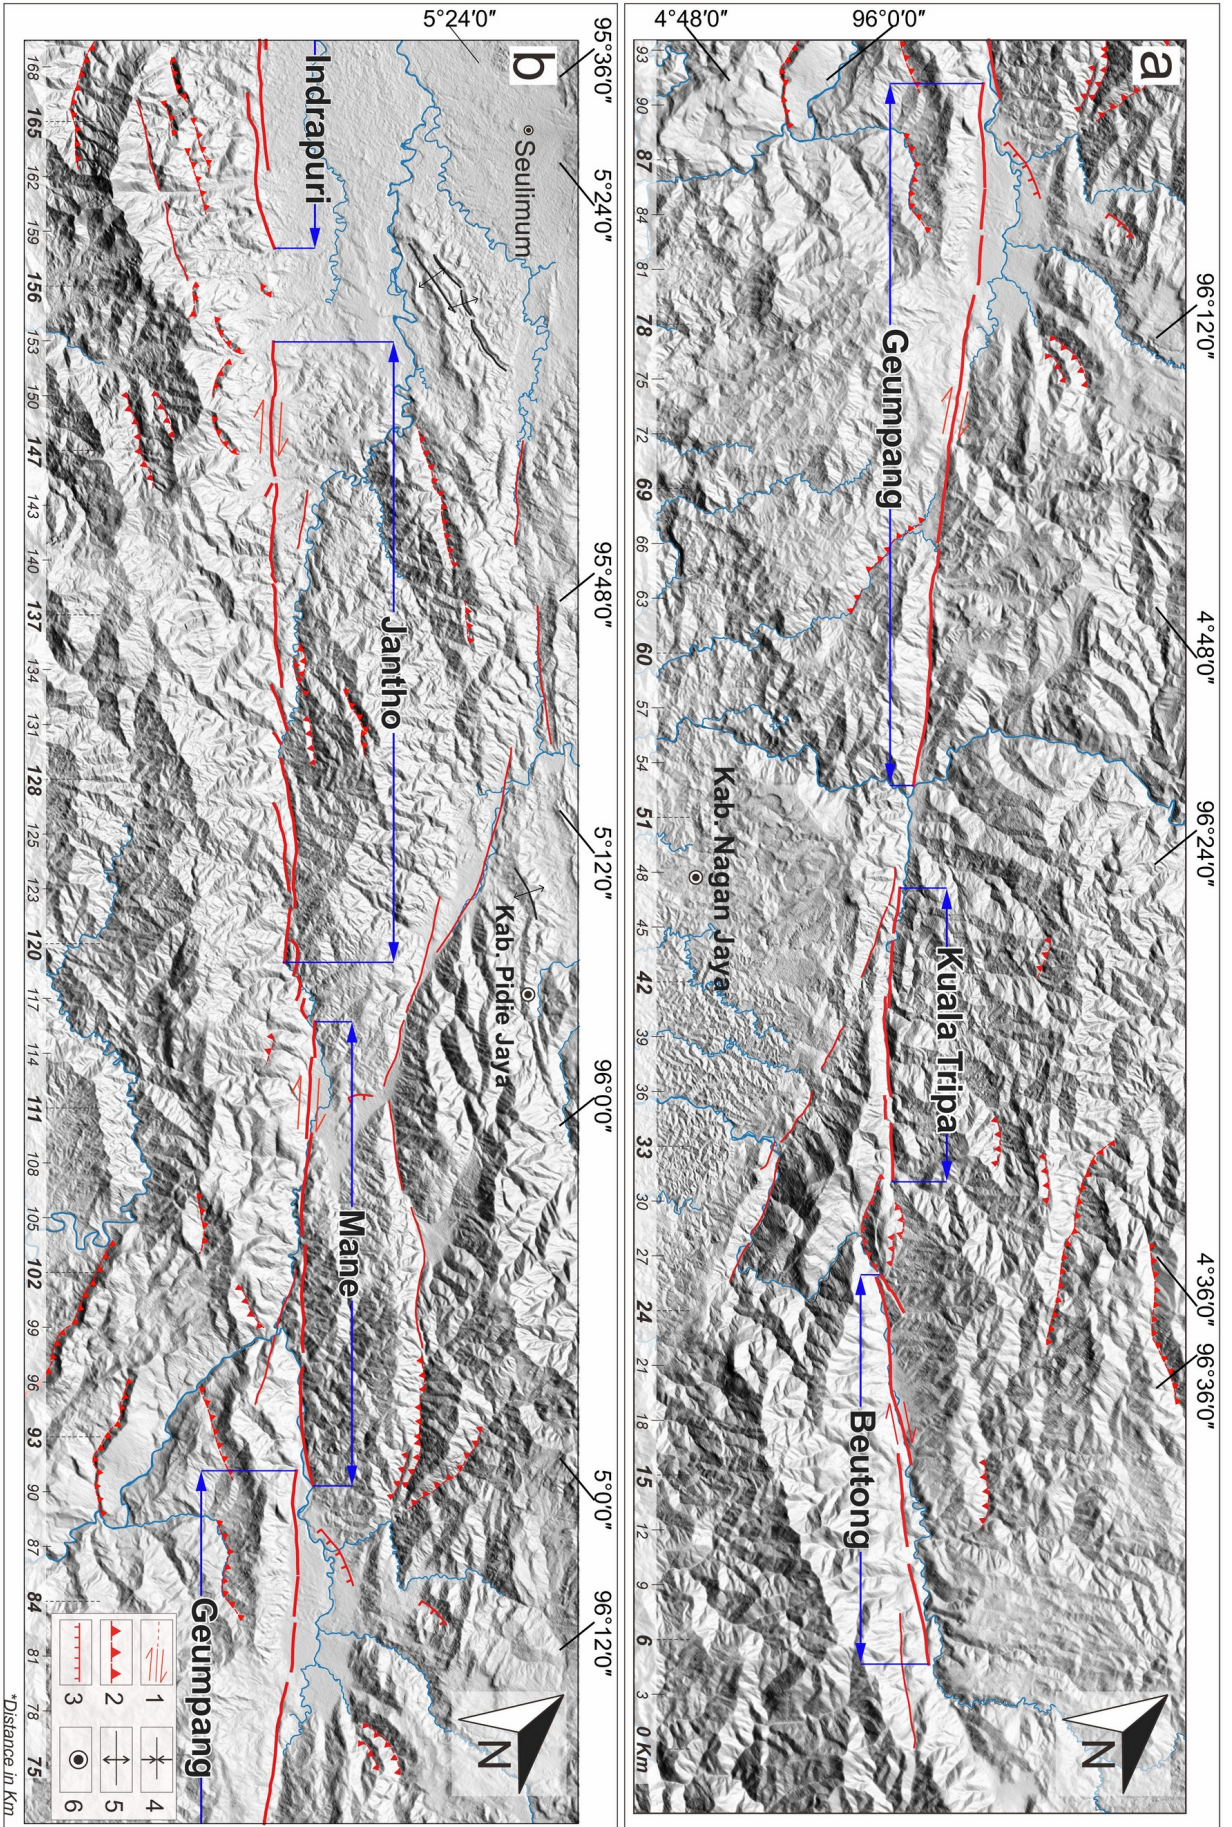 a
96°12'0"
4°48'0"
96°24'0"
4°36'0"
96°36'0"
96°0'0"
4°48'0"
N
Geumpang
Kuala Tripa
Beutong
Kab. Nagan Jaya
93 90 88 84 81 78 75 72 69 66 63 60 57 54 51 48 45 42 39 36 33 30 27 24 21 18 15 12 9 6 3 0 Km
b
95°36'0"
5°24'0"
95°48'0"
5°12'0"
96°0'0"
5°0'0"
96°12'0"
5°24'0"
N
Seulimum
Kab. Pidie Jaya
Indrapuri
Jantho
Mane
Geumpang
1
2
3
4
5
6
168 165 162 159 156 153 150 147 143 140 137 134 131 128 125 123 120 117 114 111 108 105 102 99 96 93 90 87 84 81 78 75
*Distance in Km